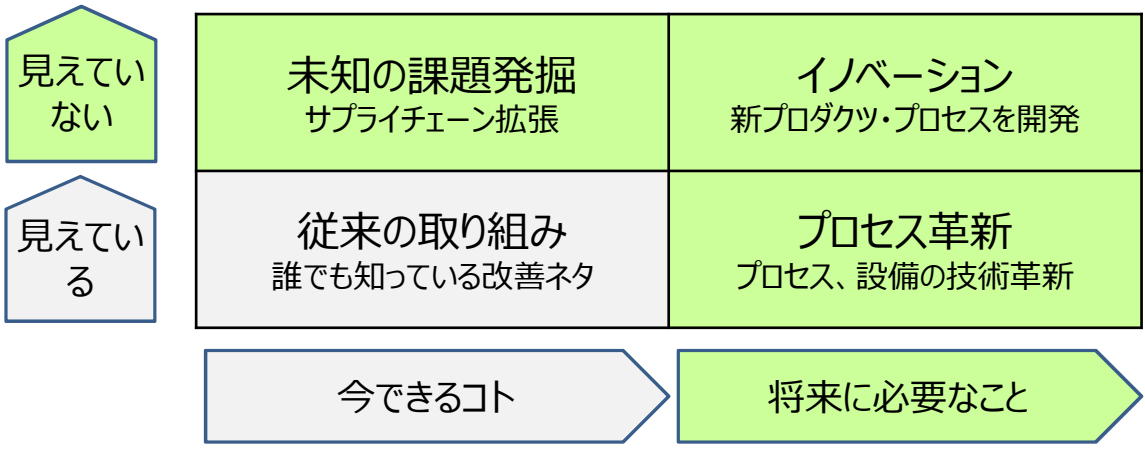 見えてい
ない
未知の課題発掘
サプライチェーン拡張
イノベーション
新プロダクツ・プロセスを開発
見えてい
る
従来の取り組み
誰でも知っている改善ネタ
プロセス革新
プロセス、設備の技術革新
今できるコト
将来に必要なこと